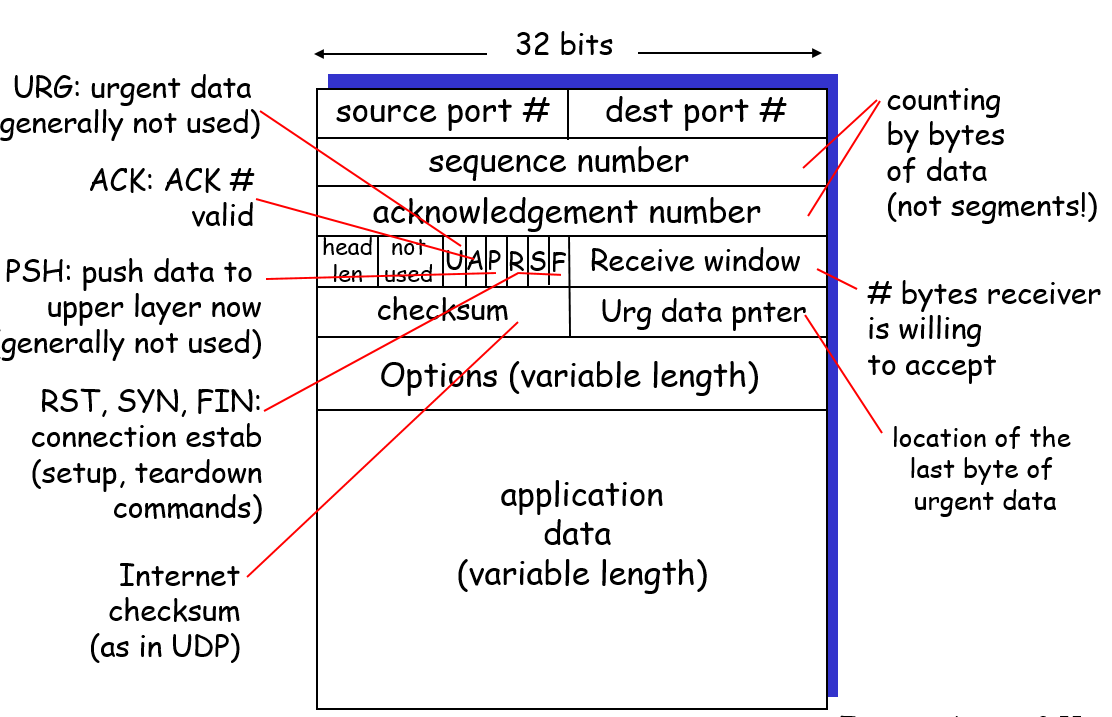 32 bits
URG: urgent data
(generally not used)
ACK: ACK #
valid
PSH: push data to
upper layer now
(generally not used)
RST, SYN, FIN:
connection estab
(setup, teardown
commands)
Internet
checksum
(as in UDP)
source port # dest port #
sequence number
acknowledgement number
head len not used U A P R S F Receive window
checksum Urg data pnter
Options (variable length)
application
data
(variable length)
counting
by bytes
of data
(not segments!)
# bytes receiver
is willing
to accept
location of the
last byte of
urgent data